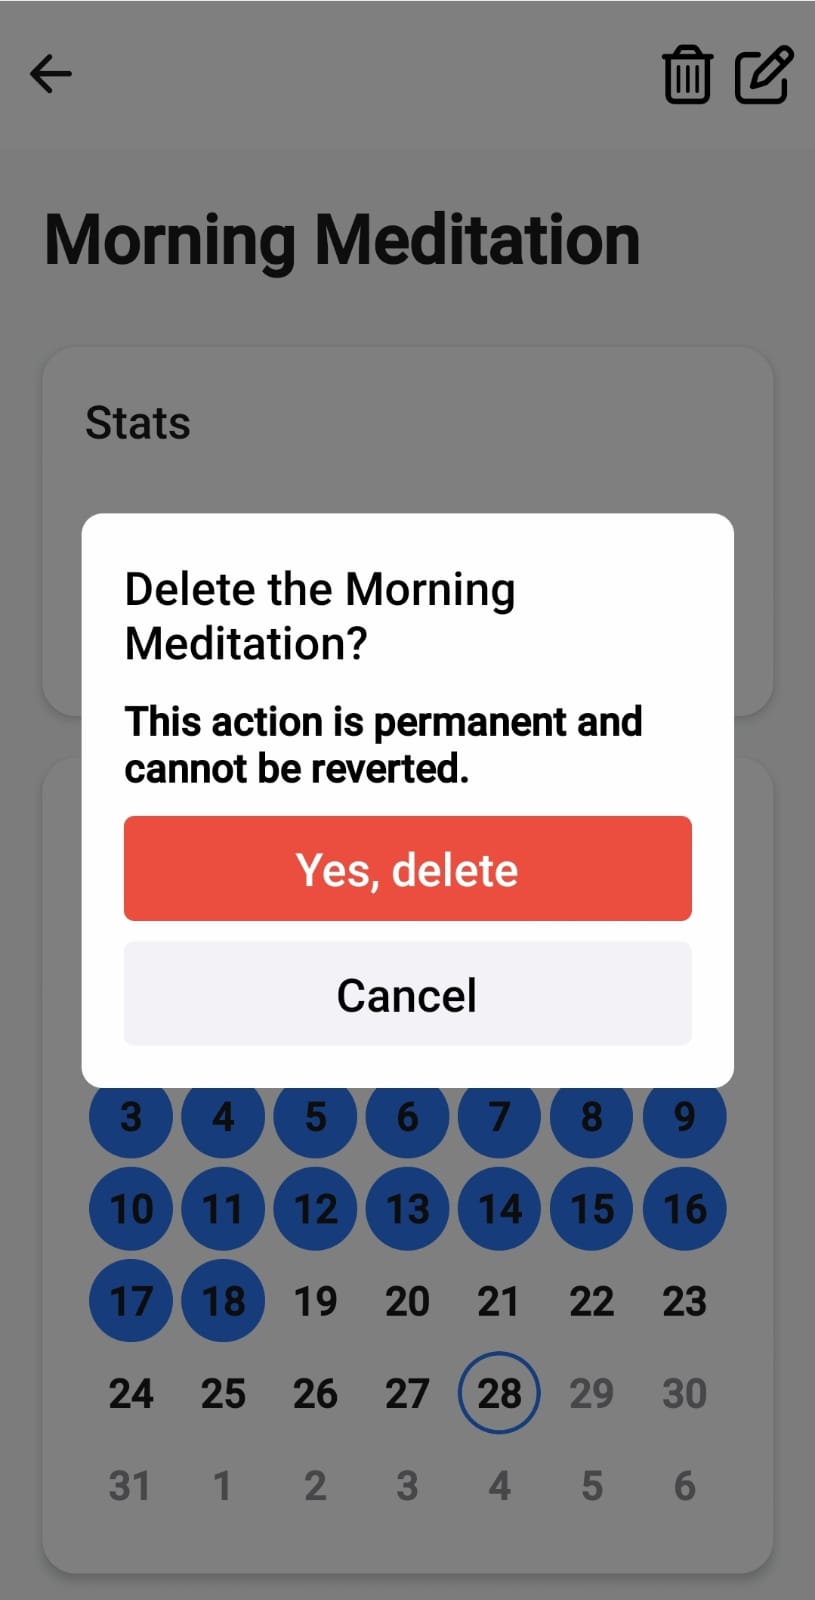 Morning Meditation
Stats
Delete the Morning
Meditation?
This action is permanent and
cannot be reverted.
Yes, delete
Cancel
3 4 5 6 7 8 9
10 11 12 13 14 15 16
17 18 19 20 21 22 23
24 25 26 27 28 29 30
31 1 2 3 4 5 6